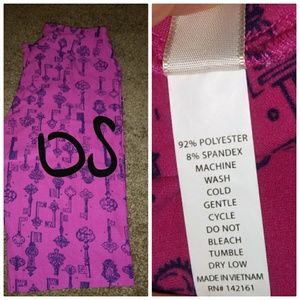 OS
92% POLYESTER
8% SPANDEX
MACHINE
WASH
COLD
GENTLE
CYCLE
DO NOT
BLEACH
TUMBLE
DRY LOW
MADE IN VIETNAM
RN# 142161